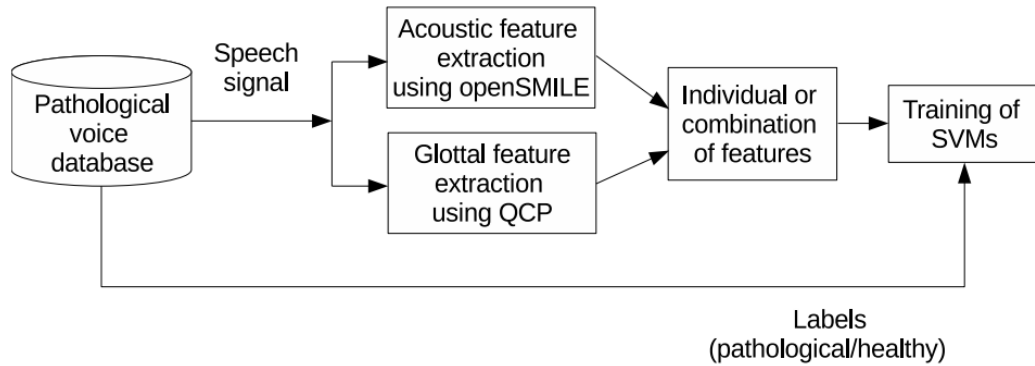 Pathological
voice
database
Speech
signal
Acoustic feature
extraction
using openSMILE
Glottal feature
extraction
using QCP
Individual or
combination
of features
Training of
SVMs
Labels
(pathological/healthy)